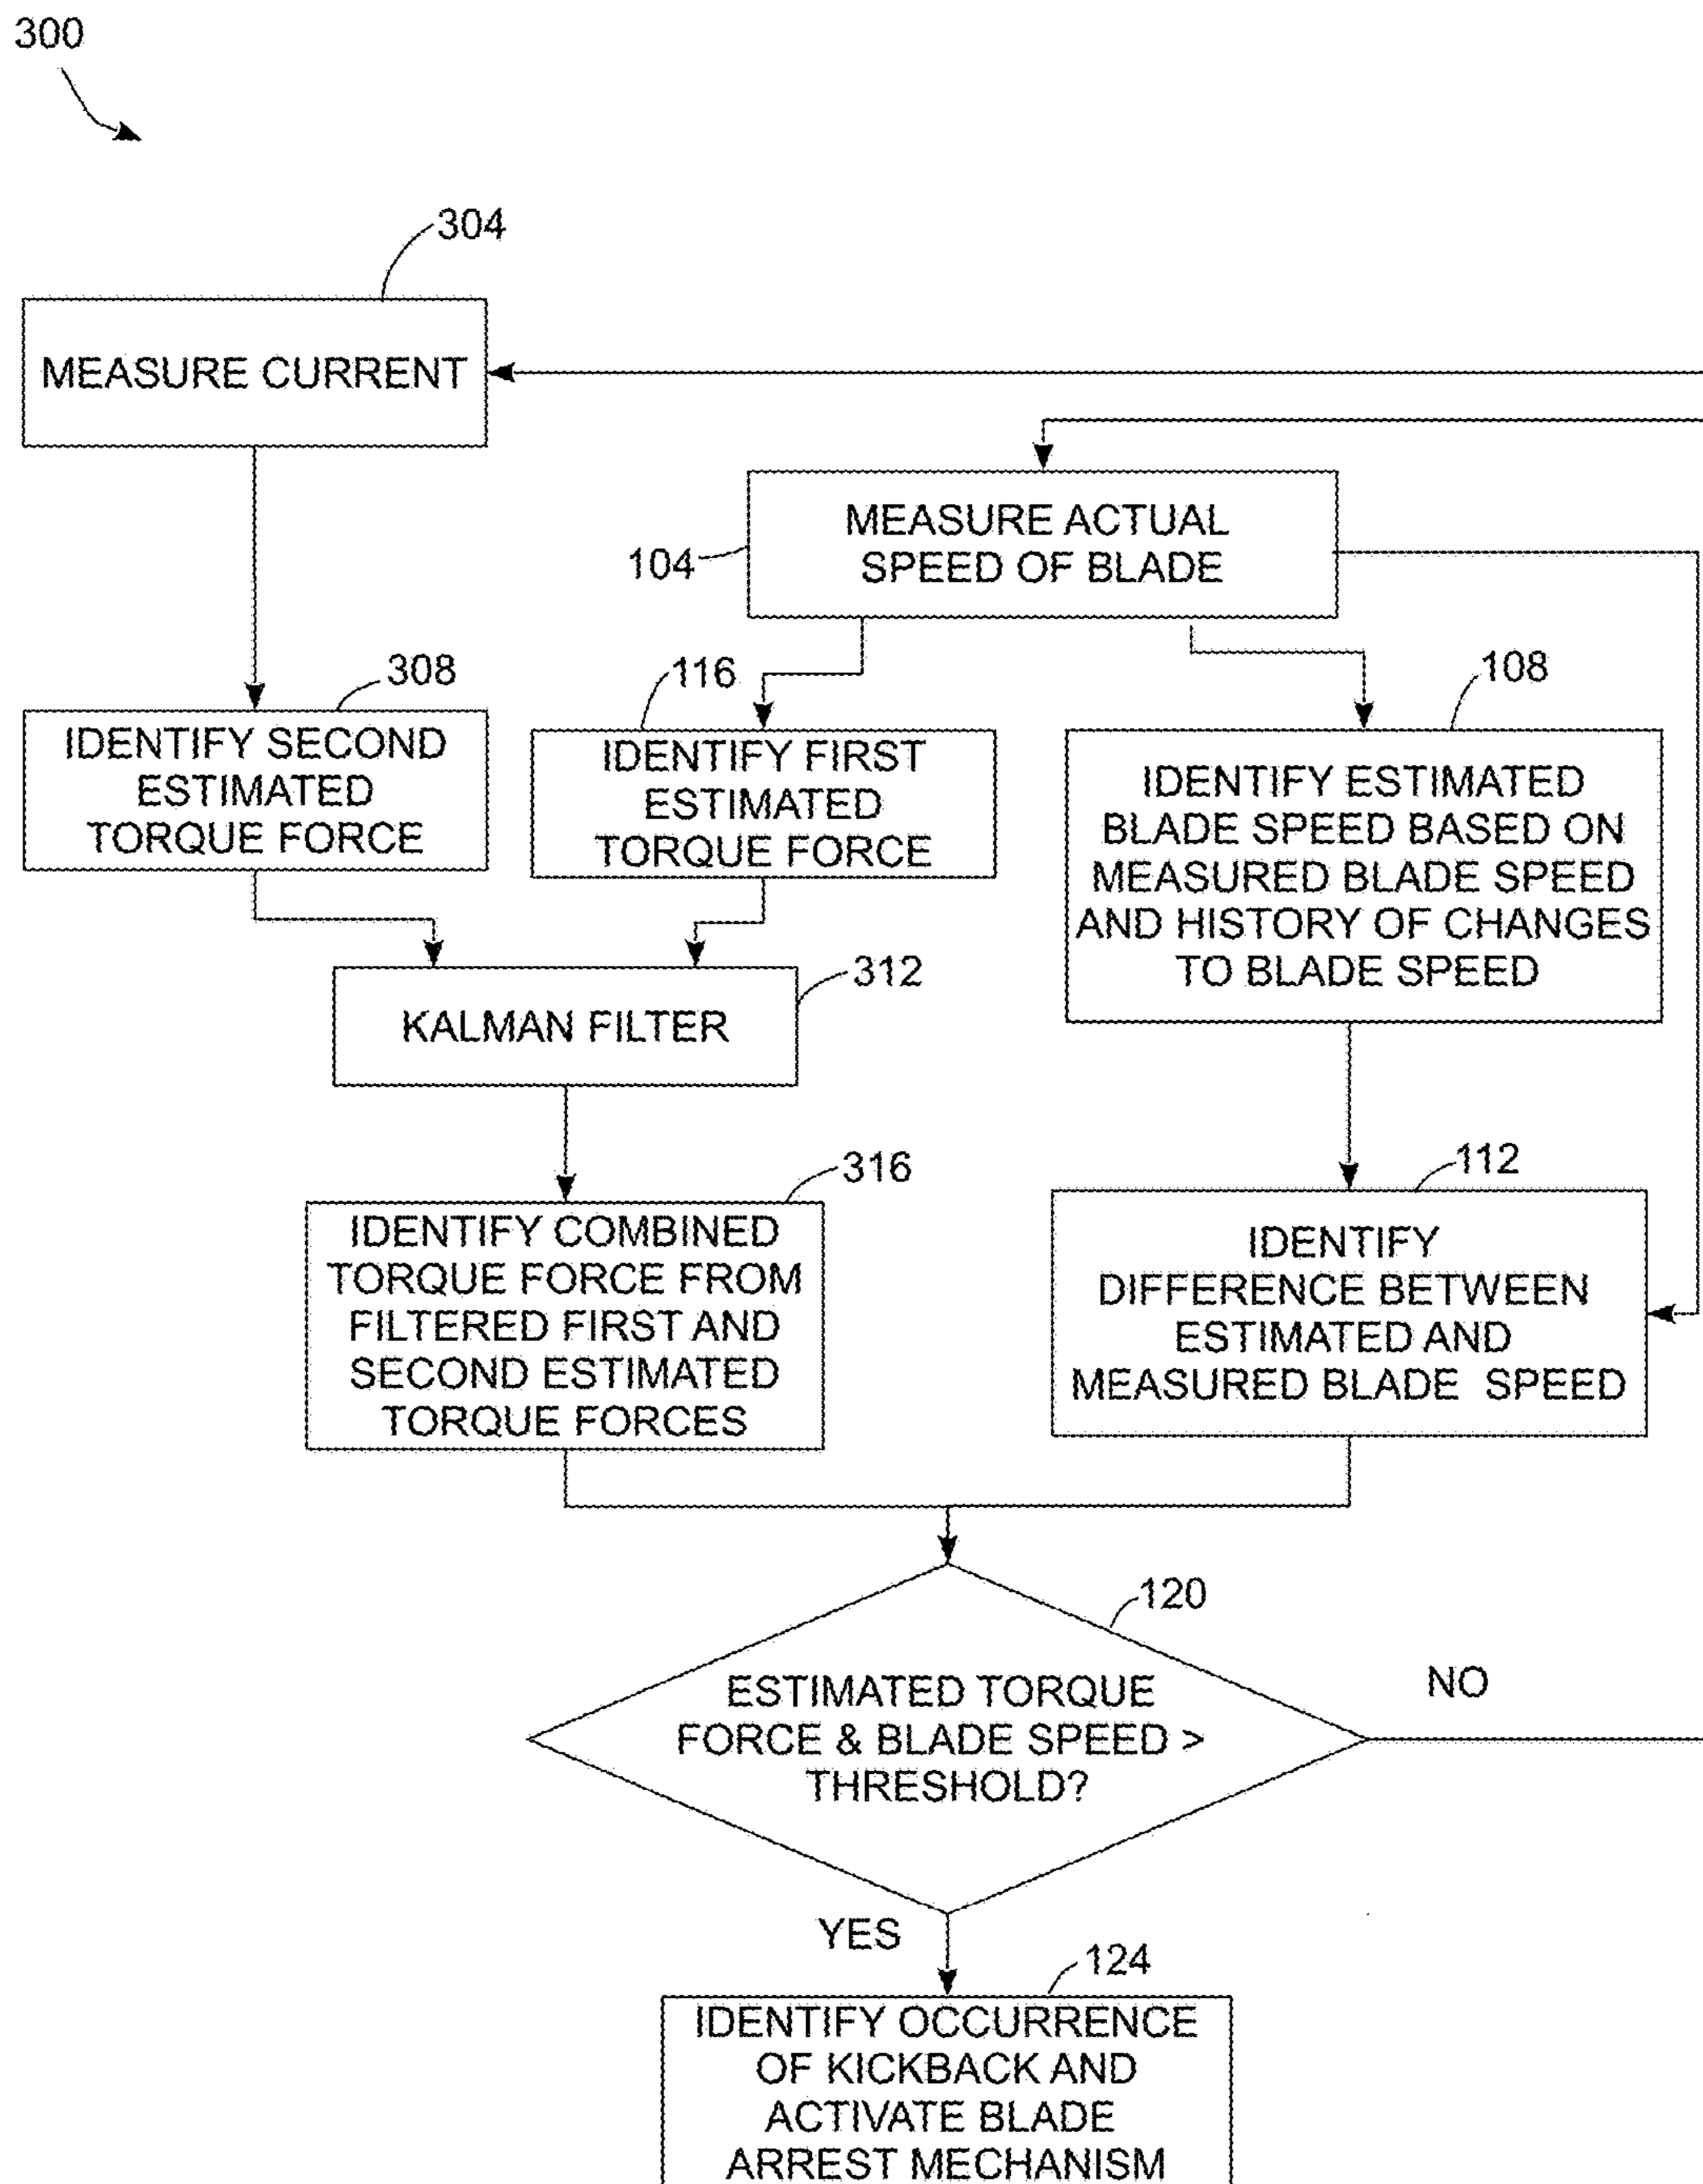 300
304
MEASURE CURRENT
MEASURE ACTUAL
SPEED OF BLADE
104
308
IDENTIFY SECOND
ESTIMATED
TORQUE FORCE
116
IDENTIFY FIRST
ESTIMATED
TORQUE FORCE
108
IDENTIFY ESTIMATED
BLADE SPEED BASED ON
MEASURED BLADE SPEED
AND HISTORY OF CHANGES
TO BLADE SPEED
312
KALMAN FILTER
316
IDENTIFY COMBINED
TORQUE FORCE FROM
FILTERED FIRST AND
SECOND ESTIMATED
TORQUE FORCES
112
IDENTIFY
DIFFERENCE BETWEEN
ESTIMATED AND
MEASURED BLADE SPEED
120
ESTIMATED TORQUE
FORCE & BLADE SPEED >
THRESHOLD?
NO
YES
124
IDENTIFY OCCURRENCE
OF KICKBACK AND
ACTIVATE BLADE
ARREST MECHANISM